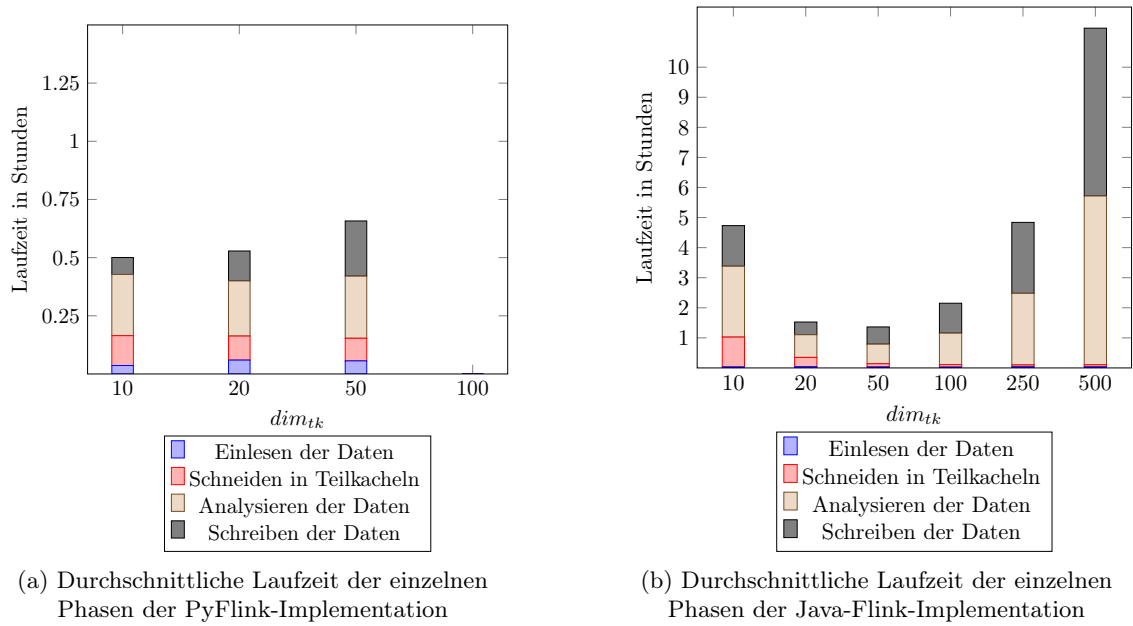 1.25
1
0.75
0.5
0.25
Laufzeit in Stunden
10 20 50 100
dim_tk
Einlesen der Daten
Schneiden in Teilkacheln
Analysieren der Daten
Schreiben der Daten
(a) Durchschnittliche Laufzeit der einzelnen
Phasen der PyFlink-Implementation
10
9
8
7
6
5
4
3
2
1
Laufzeit in Stunden
10 20 50 100 250 500
dim_tk
Einlesen der Daten
Schneiden in Teilkacheln
Analysieren der Daten
Schreiben der Daten
(b) Durchschnittliche Laufzeit der einzelnen
Phasen der Java-Flink-Implementation